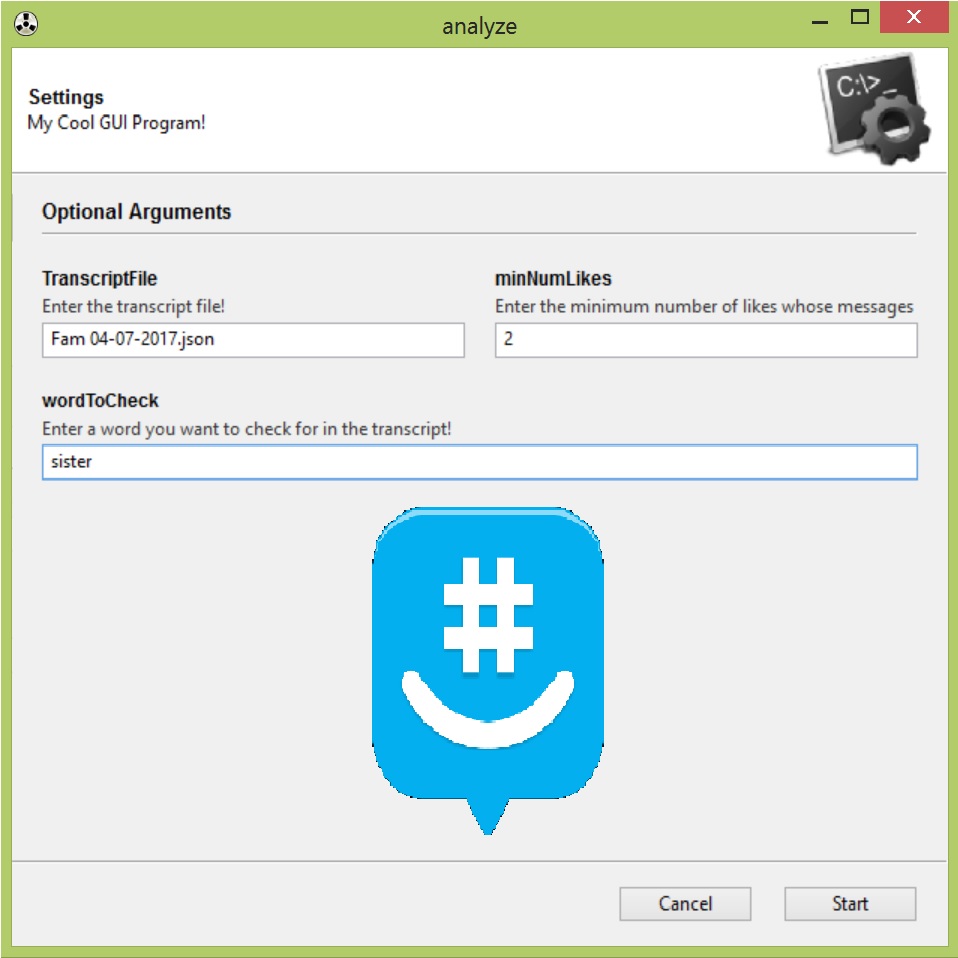 analyze
Settings
My Cool GUI Program!
C:\>_
Optional Arguments
TranscriptFile
Enter the transcript file!
Fam 04-07-2017.json
minNumLikes
Enter the minimum number of likes whose messages
2
wordToCheck
Enter a word you want to check for in the transcript!
sister
#
Cancel
Start